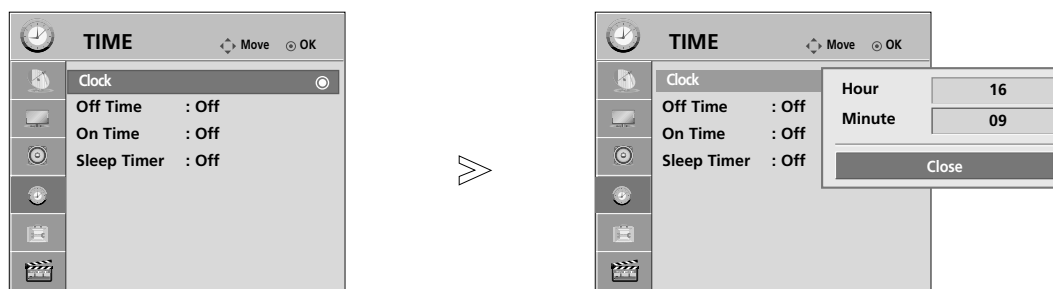 TIME Move OK
Clock
Off Time : Off
On Time : Off
Sleep Timer : Off
>
TIME Move OK
Clock
Off Time : Off
On Time : Off
Sleep Timer : Off
Hour 16
Minute 09
Close